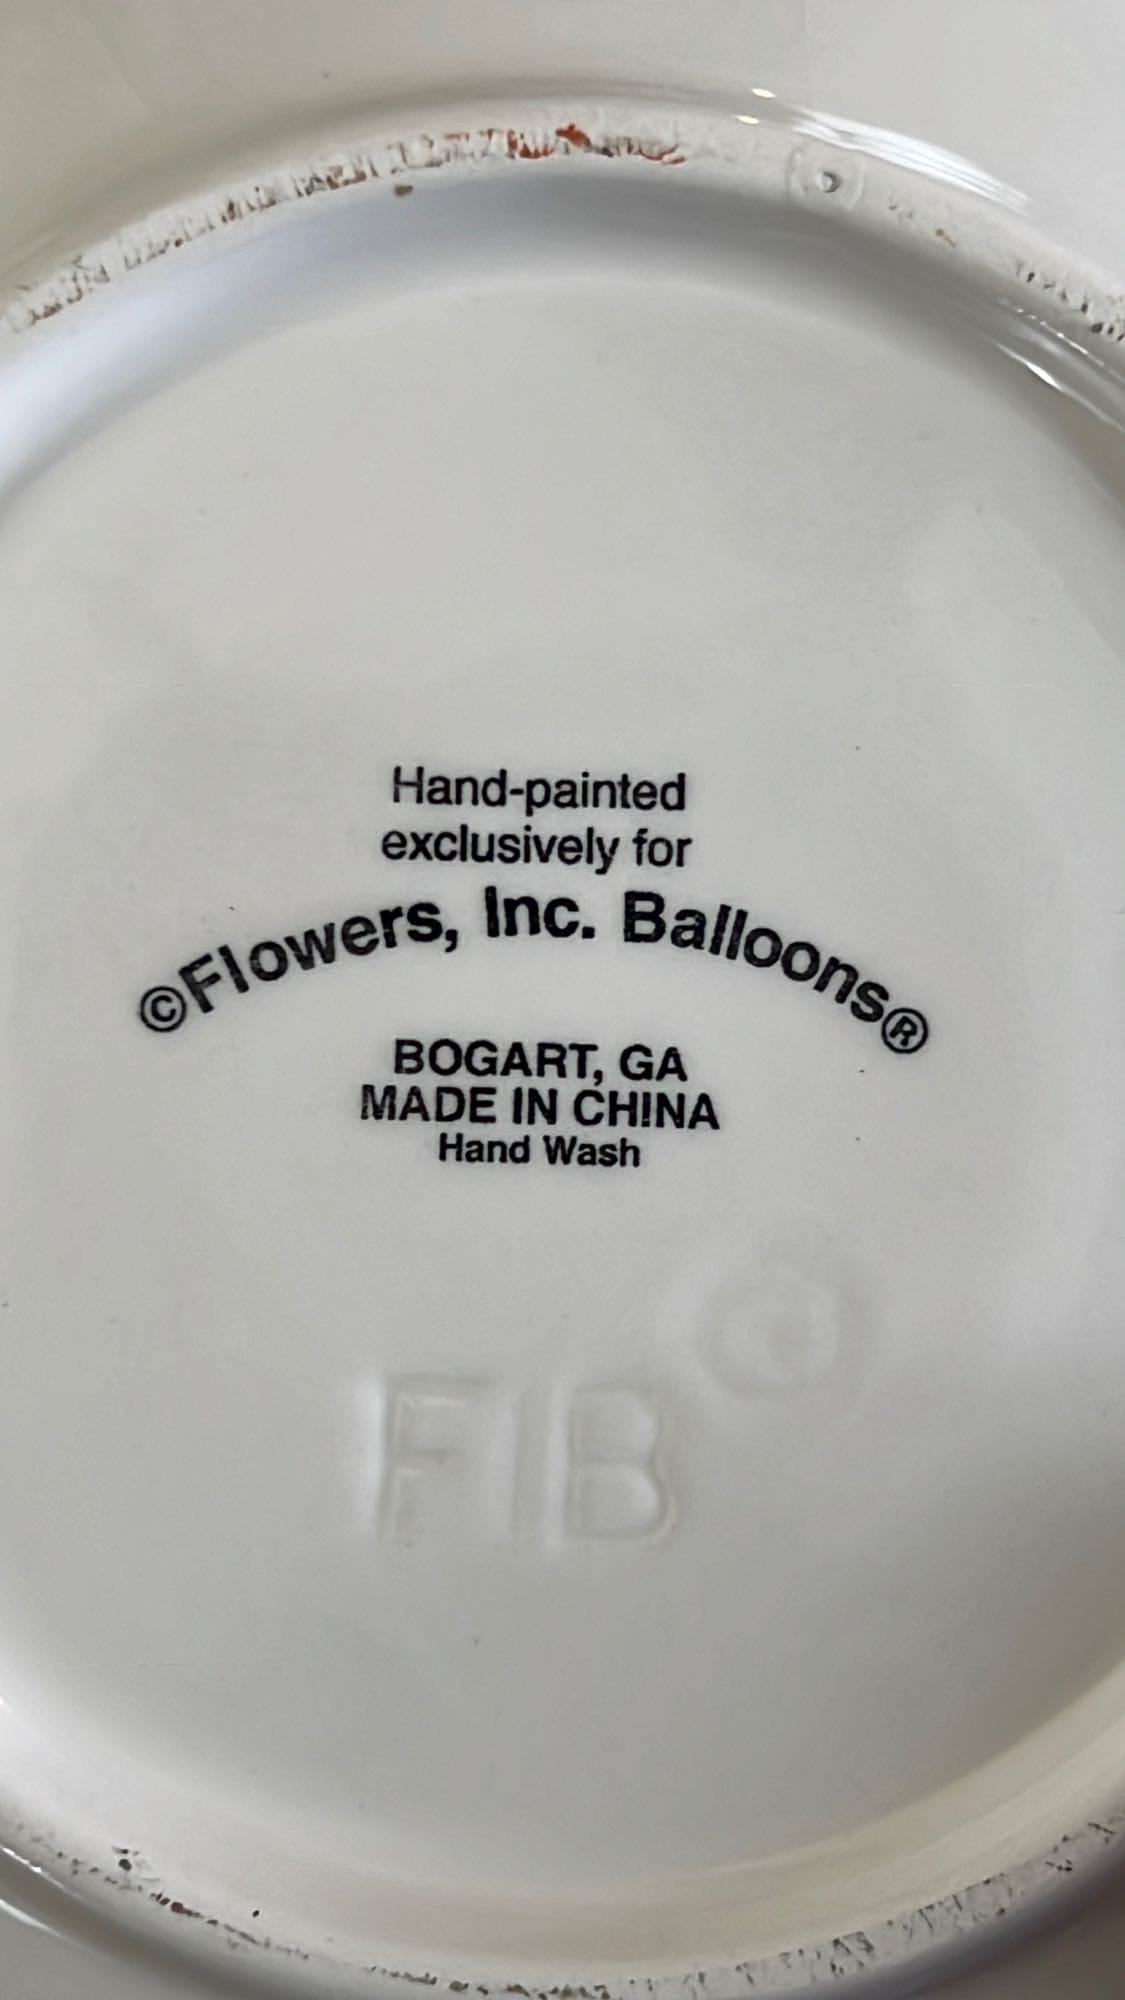 Hand-painted
exclusively for
©Flowers, Inc. Balloons®
BOGART, GA
MADE IN CHINA
Hand Wash
FIB